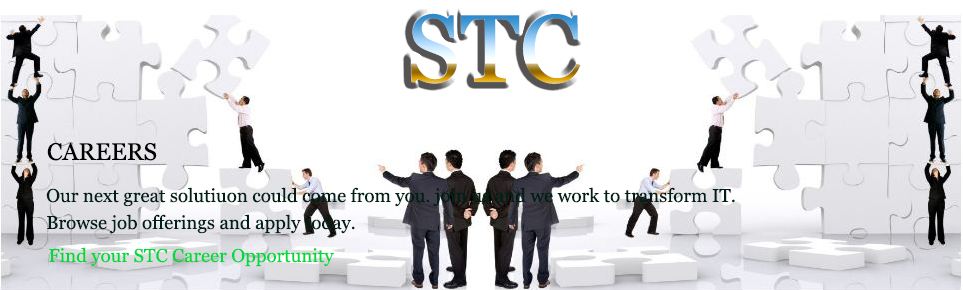 STC
CAREERS
Our next great solutiuon could come from you. join us and we work to transform IT.
Browse job offerings and apply today.
Find your STC Career Opportunity